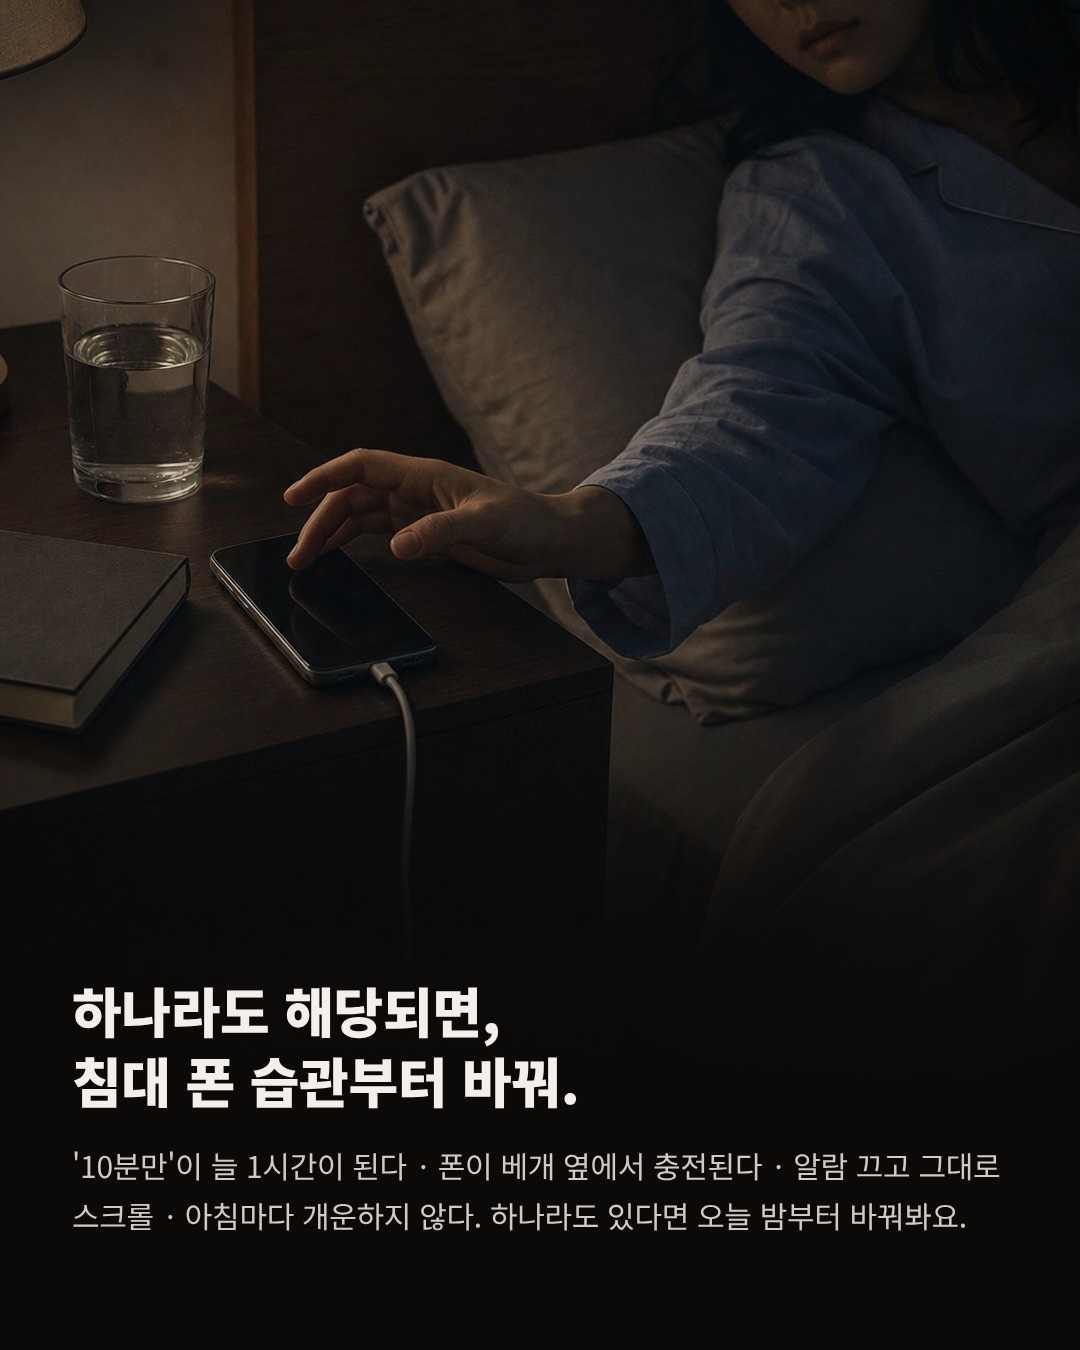 하나라도 해당되면,
침대 폰 습관부터 바꿔.
'10분만'이 늘 1시간이 된다 · 폰이 베개 옆에서 충전된다 · 알람 끄고 그대로
스크롤 · 아침마다 개운하지 않다. 하나라도 있다면 오늘 밤부터 바꿔봐요.